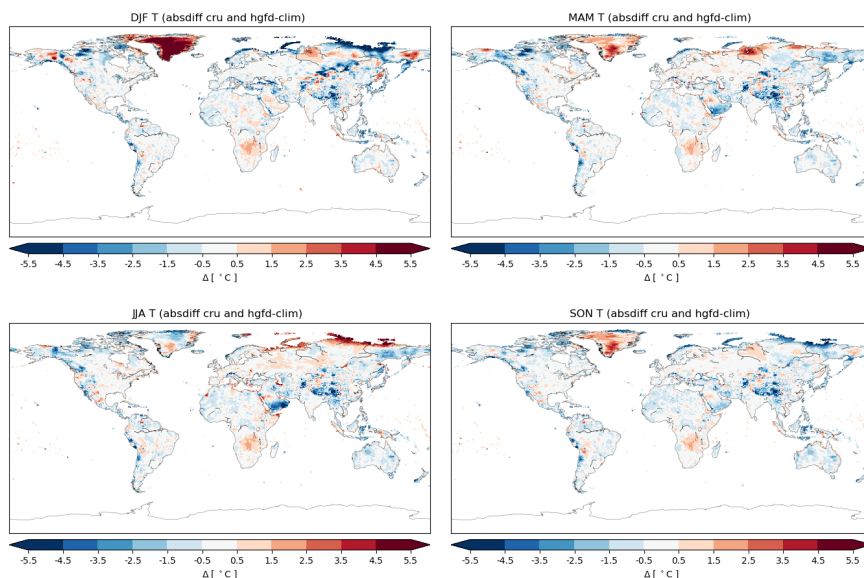 DJF T (absdiff cru and hgfd-clim)
MAM T (absdiff cru and hgfd-clim)
-5.5 -4.5 -3.5 -2.5 -1.5 -0.5 0.5 1.5 2.5 3.5 4.5 5.5
Δ [ °C]
-5.5 -4.5 -3.5 -2.5 -1.5 -0.5 0.5 1.5 2.5 3.5 4.5 5.5
Δ [ °C]
JJA T (absdiff cru and hgfd-clim)
SON T (absdiff cru and hgfd-clim)
-5.5 -4.5 -3.5 -2.5 -1.5 -0.5 0.5 1.5 2.5 3.5 4.5 5.5
Δ [ °C]
-5.5 -4.5 -3.5 -2.5 -1.5 -0.5 0.5 1.5 2.5 3.5 4.5 5.5
Δ [ °C]